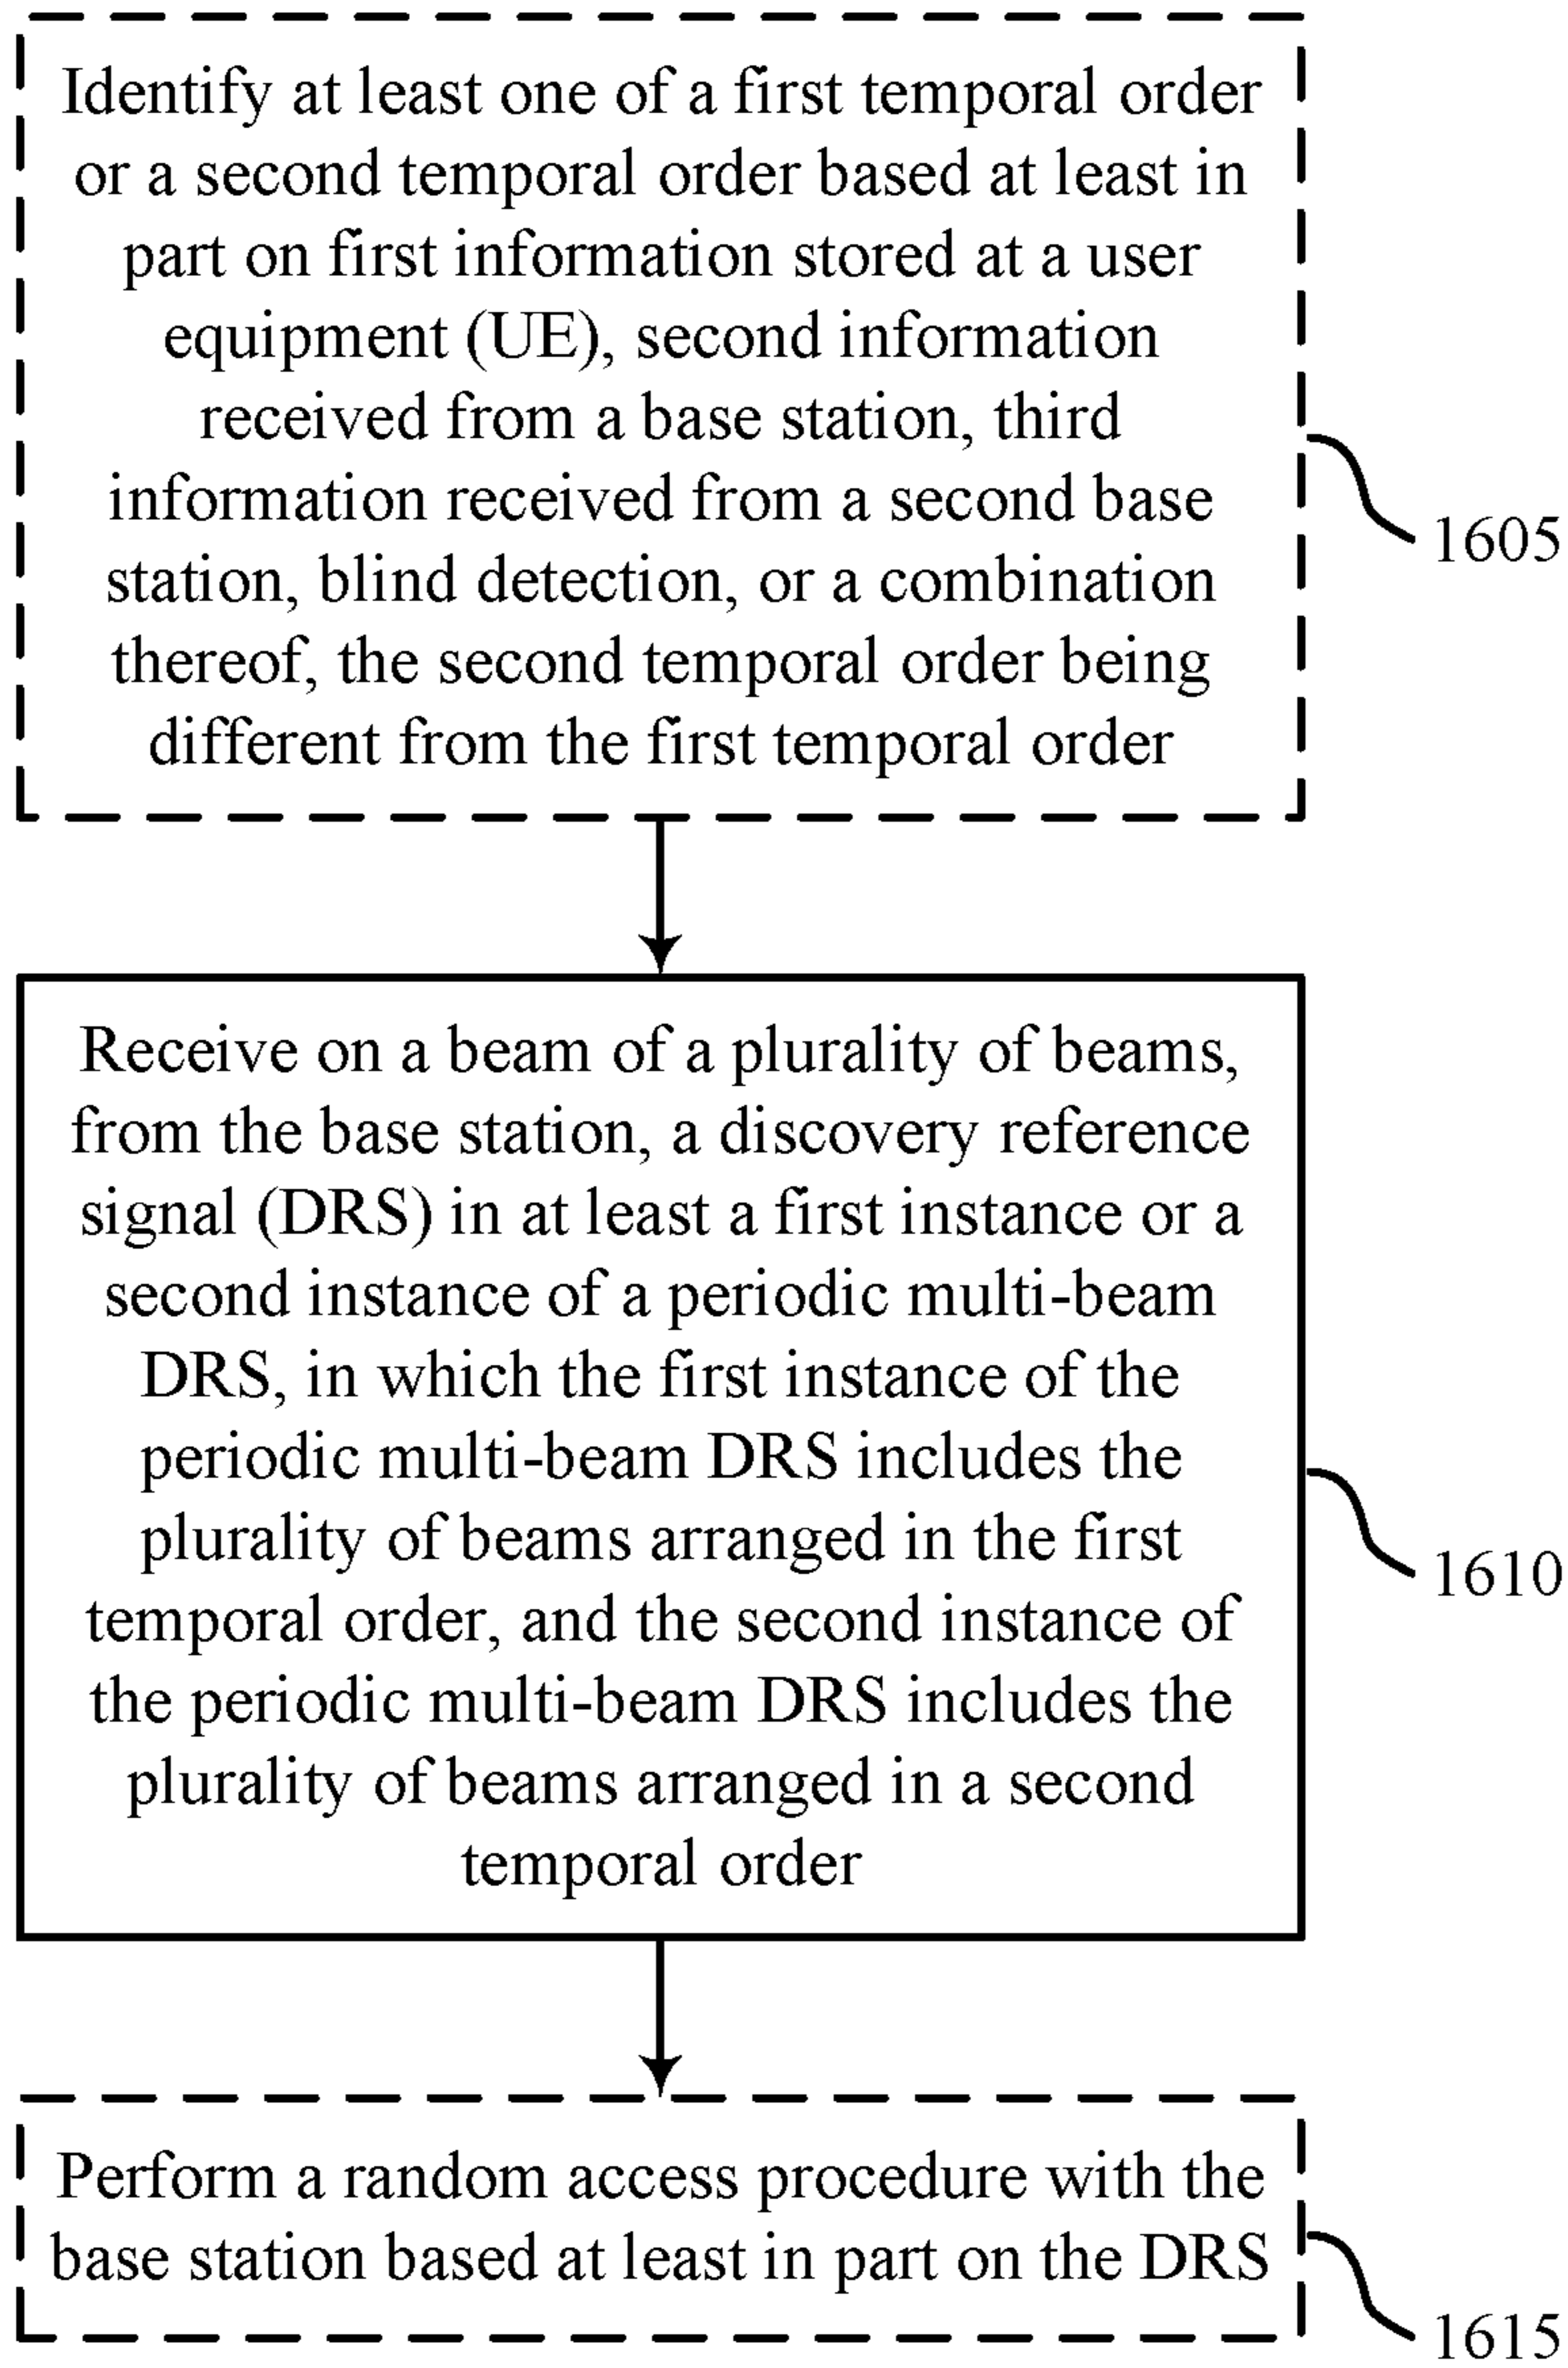 Identify at least one of a first temporal order
or a second temporal order based at least in
part on first information stored at a user
equipment (UE), second information
received from a base station, third
information received from a second base
station, blind detection, or a combination
thereof, the second temporal order being
different from the first temporal order
1605
Receive on a beam of a plurality of beams,
from the base station, a discovery reference
signal (DRS) in at least a first instance or a
second instance of a periodic multi-beam
DRS, in which the first instance of the
periodic multi-beam DRS includes the
plurality of beams arranged in the first
temporal order, and the second instance of
the periodic multi-beam DRS includes the
plurality of beams arranged in a second
temporal order
1610
Perform a random access procedure with the
base station based at least in part on the DRS
1615